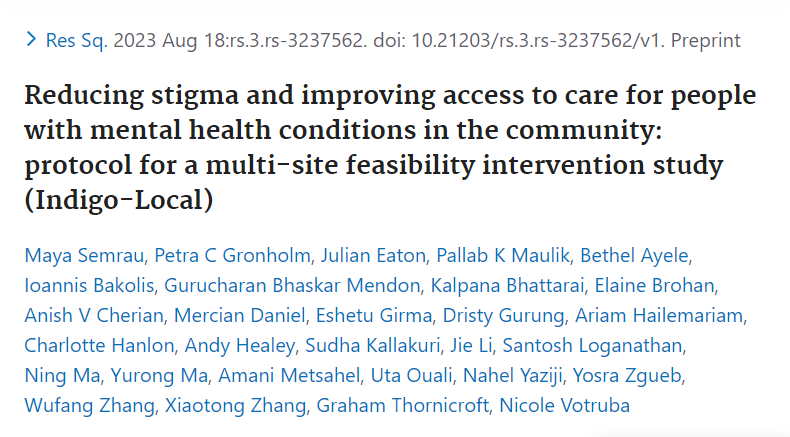 Res Sq. 2023 Aug 18:rs.3.rs-3237562. doi: 10.21203/rs.3.rs-3237562/v1. Preprint
Reducing stigma and improving access to care for people
with mental health conditions in the community:
protocol for a multi-site feasibility intervention study
(Indigo-Local)
Maya Semrau, Petra C Gronholm, Julian Eaton, Pallab K Maulik, Bethel Ayele,
Ioannis Bakolis, Gurucharan Bhaskar Mendon, Kalpana Bhattarai, Elaine Brohan,
Anish V Cherian, Mercian Daniel, Eshetu Girma, Dristy Gurung, Ariam Hailemariam,
Charlotte Hanlon, Andy Healey, Sudha Kallakuri, Jie Li, Santosh Loganathan,
Ning Ma, Yurong Ma, Amani Metsahel, Uta Ouali, Nahel Yaziji, Yosra Zgueb,
Wufang Zhang, Xiaotong Zhang, Graham Thornicroft, Nicole Votruba